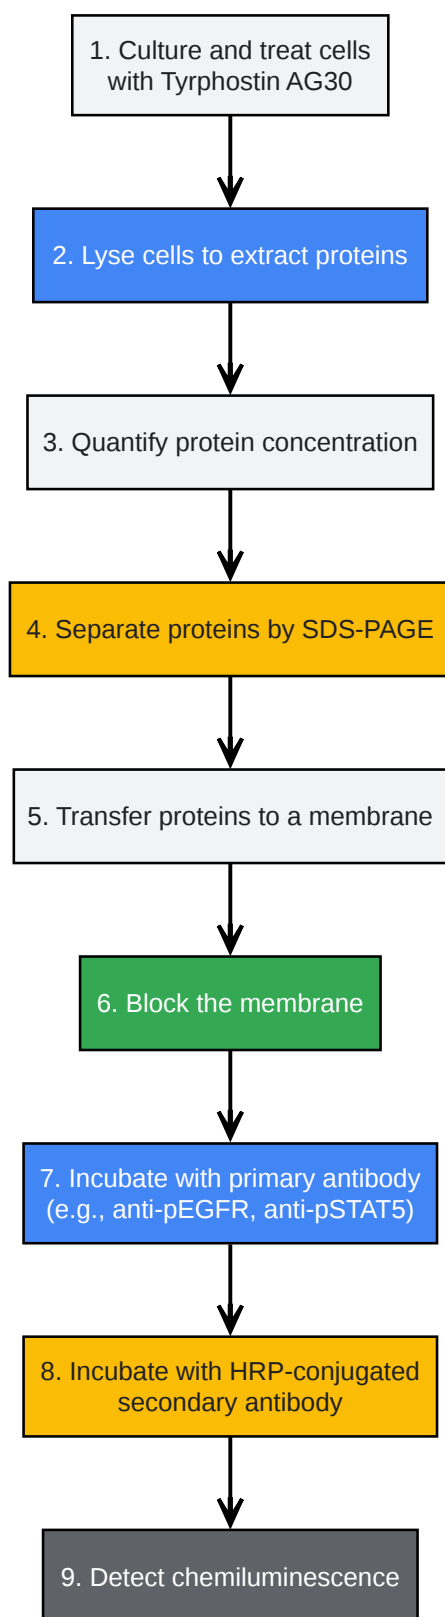 1. Culture and treat cells
with Tyrphostin AG30
2. Lyse cells to extract proteins
3. Quantify protein concentration
4. Separate proteins by SDS-PAGE
5. Transfer proteins to a membrane
6. Block the membrane
7. Incubate with primary antibody
(e.g., anti-pEGFR, anti-pSTAT5)
8. Incubate with HRP-conjugated
secondary antibody
9. Detect chemiluminescence